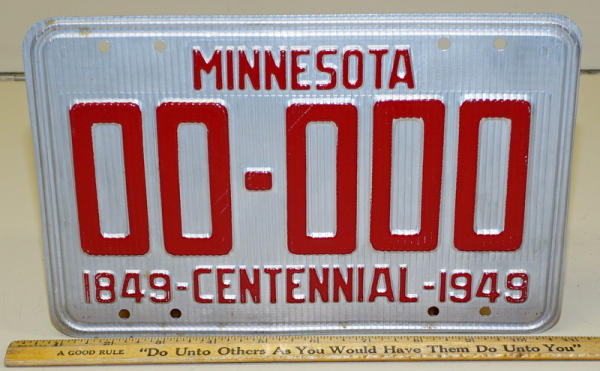 MINNESOTA
00-000
1849-CENTENNIAL-1949
A GOOD RULE "Do Unto Others As You Would Have Them Do Unto You"